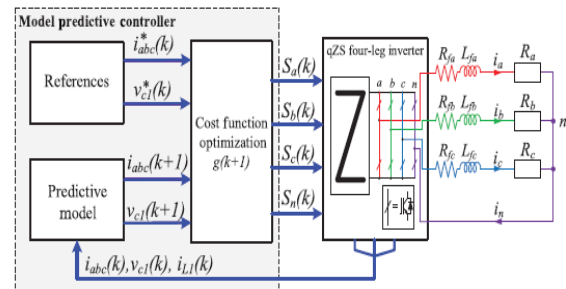 Model predictive controller
References
i*abc(k)
v*c1(k)
Predictive
model
iabc(k+1)
vc1(k+1)
Cost function
optimization
g(k+1)
Sa(k)
Sb(k)
Sc(k)
Sn(k)
qZS four-leg inverter
a b c n
Z
=
Rfa Lfa ia Ra
Rfb Lfb ib Rb
Rfc Lfc ic Rc
n
in
iabc(k),vc1(k), iL1(k)